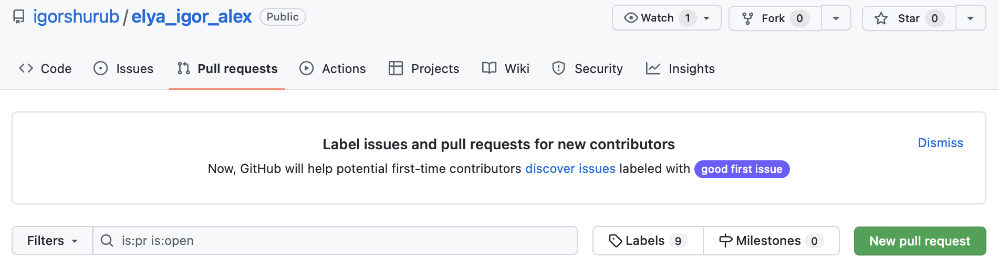 igorshurub / elya_igor_alex Public Watch 1 Fork 0 Star 0
Code Issues Pull requests Actions Projects Wiki Security Insights
Label issues and pull requests for new contributors
Dismiss
Now, GitHub will help potential first-time contributors discover issues labeled with good first issue
Filters is:pr is:open Labels 9 Milestones 0 New pull request